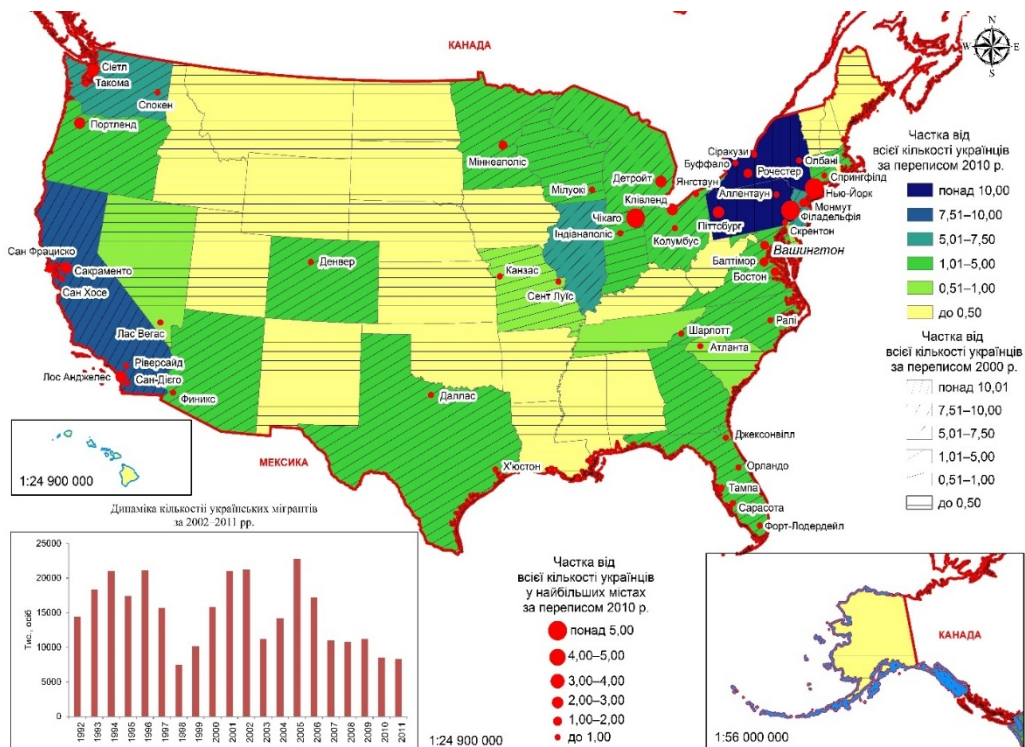 КАНАДА
N
W
E
S
Сіетл
Такома
Спокен
Портленд
Міннеаполіс
Мілуокі
Детройт
Янгстаун
Клівленд
Чікаго
Індіанаполіс
Колумбус
Сіракузи
Буффало
Олбані
Рочестер
Спрингфілд
Аллентаун
Нью-Йорк
Монмут
Філадельфія
Піттобург
Скрентон
Вашингтон
Балтімор
Бостон
Сан Фрациско
Сакраменто
Сан Хосе
Денвер
Канзас
Сент Луїс
Лас Вегас
Ріверсайд
Лос Анджелес
Сан-Дієго
Финикс
Даллас
Х'юстон
Шарлотт
Ралі
Атланта
Джексонвілл
Орландо
Тампа
Сарасота
Форт-Лодердейл
МЕКСИКА
Частка від
всієї кількості українців
за переписом 2010 р.
понад 10,00
7,51–10,00
5,01–7,50
1,01–5,00
0,51–1,00
до 0,50
Частка від
всієї кількості українців
за переписом 2000 р.
понад 10,01
7,51–10,00
5,01–7,50
1,01–5,00
0,51–1,00
до 0,50
1:24 900 000
Динаміка кількостіі українських мігрантів
за 2002–2011 рр.
Тис., осіб
25000
20000
15000
10000
5000
0
1992
1993
1994
1995
1996
1997
1998
1999
2000
2001
2002
2003
2004
2005
2006
2007
2008
2009
2010
2011
1:24 900 000
Частка від
всієї кількості українців
у найбільших містах
за переписом 2010 р.
понад 5,00
4,00–5,00
3,00–4,00
2,00–3,00
1,00–2,00
до 1,00
КАНАДА
1:56 000 000